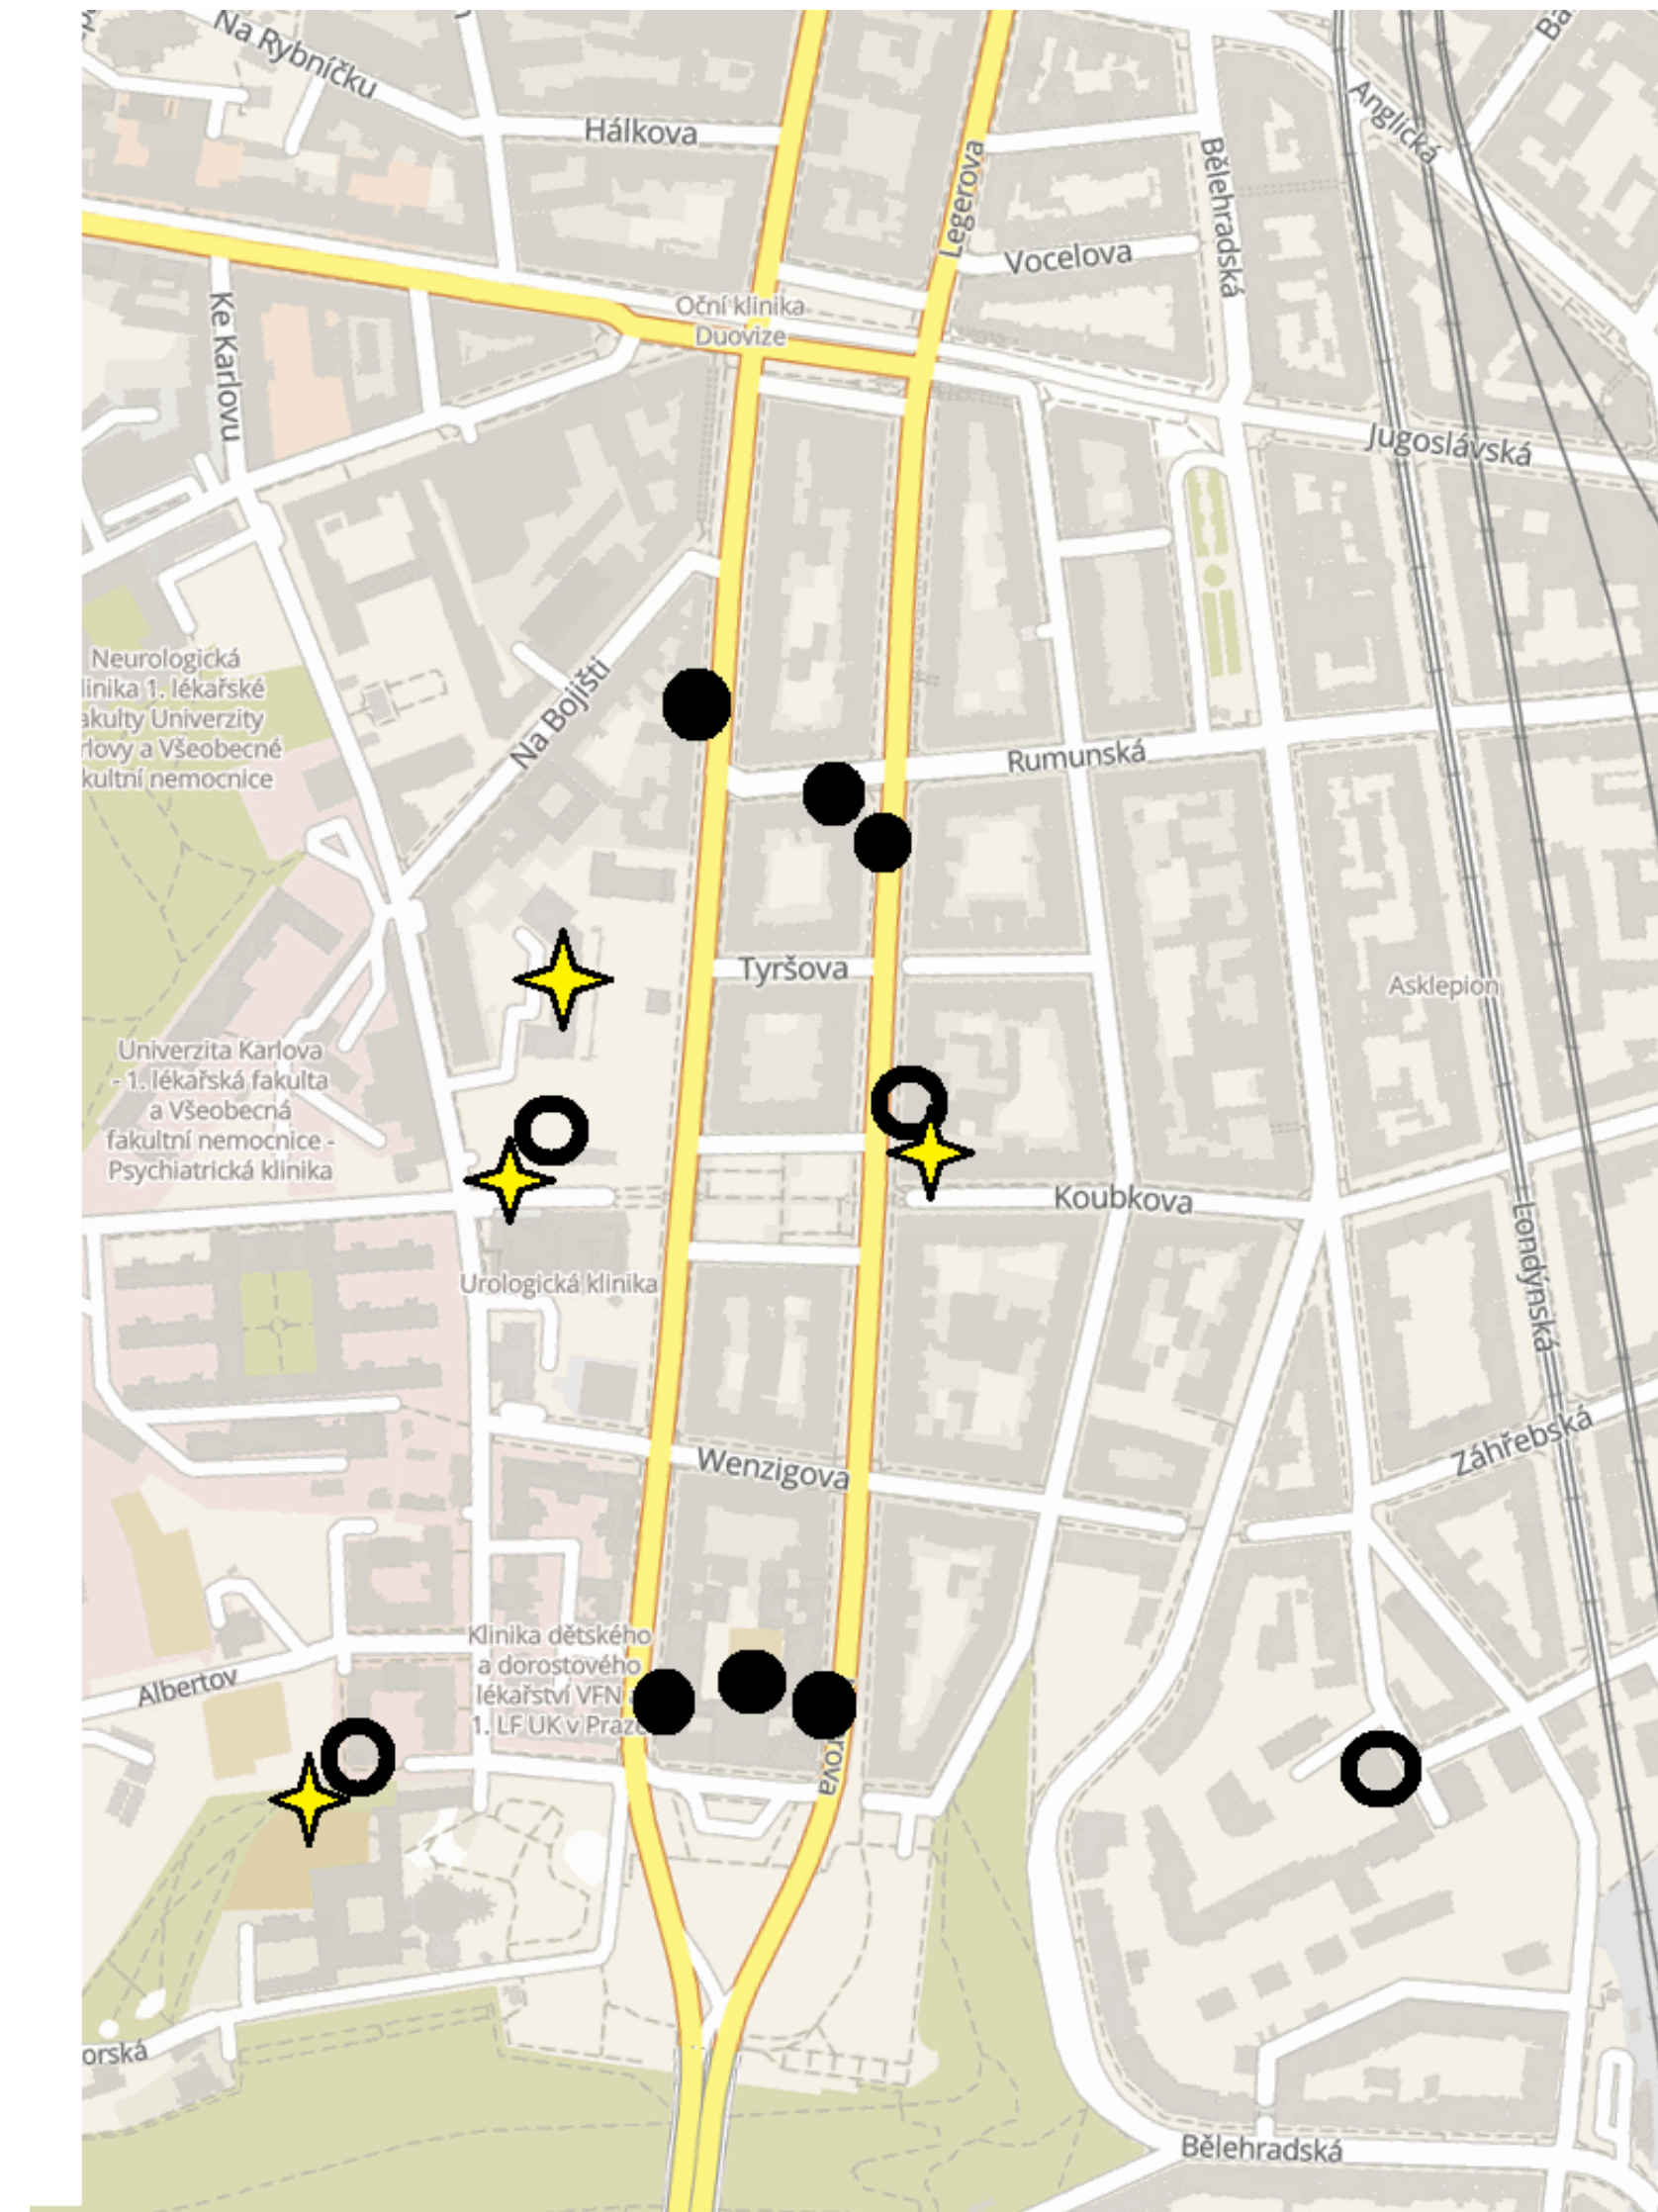 Na Rybníčku
Hálkova
Anglická
Legerova
Bělehradská
Vocelova
Oční klinika
Duovize
Ke Karlovu
Jugoslávská
Neurologická
linika 1. lékařské
akulty Univerzity
rlovy a Všeobecné
kultní nemocnice
Na Bojišti
Rumunská
Tyršova
Asklepion
Univerzita Karlova
- 1. lékařská fakulta
a Všeobecná
fakultní nemocnice -
Psychiatrická klinika
Koubkova
Londýnská
Urologická klinika
Záhřebská
Wenzigova
Klinika dětského
a dorostového
lékařství VFN
1. LF UK v Praze
Albertov
rova
orská
Bělehradská